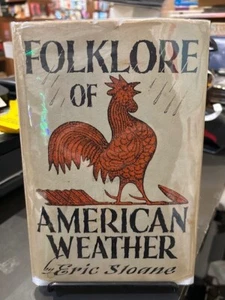 FOLKLORE
OF
AMERICAN
WEATHER
by Eric Sloane